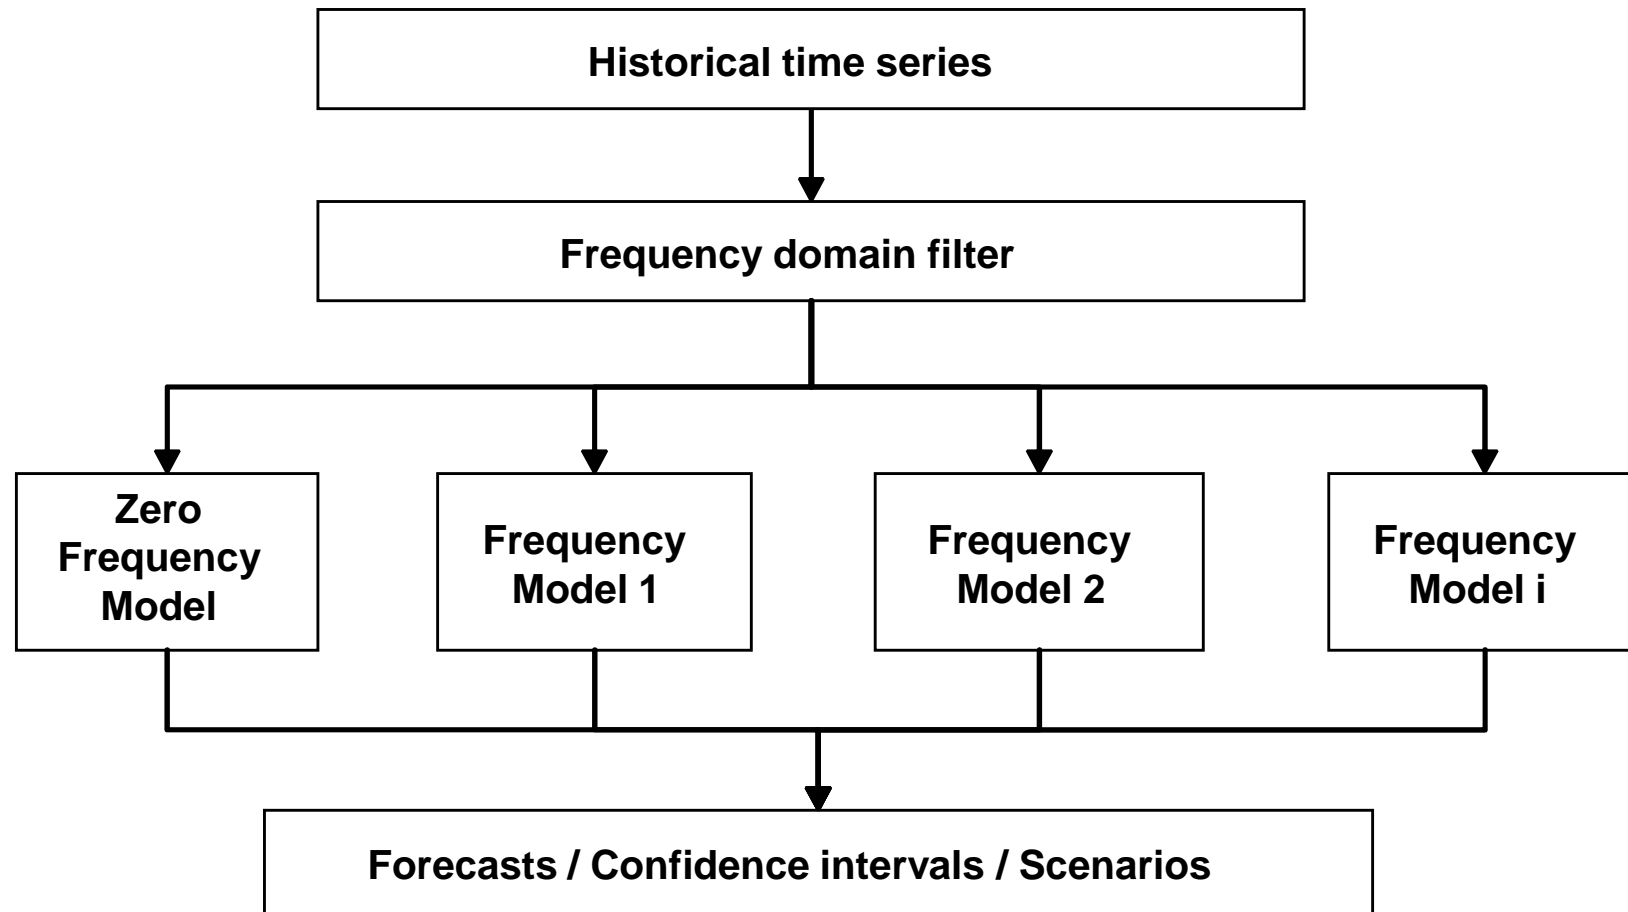 Historical time series
Frequency domain filter
Zero
Frequency
Model
Frequency
Model 1
Frequency
Model 2
Frequency
Model i
Forecasts / Confidence intervals / Scenarios